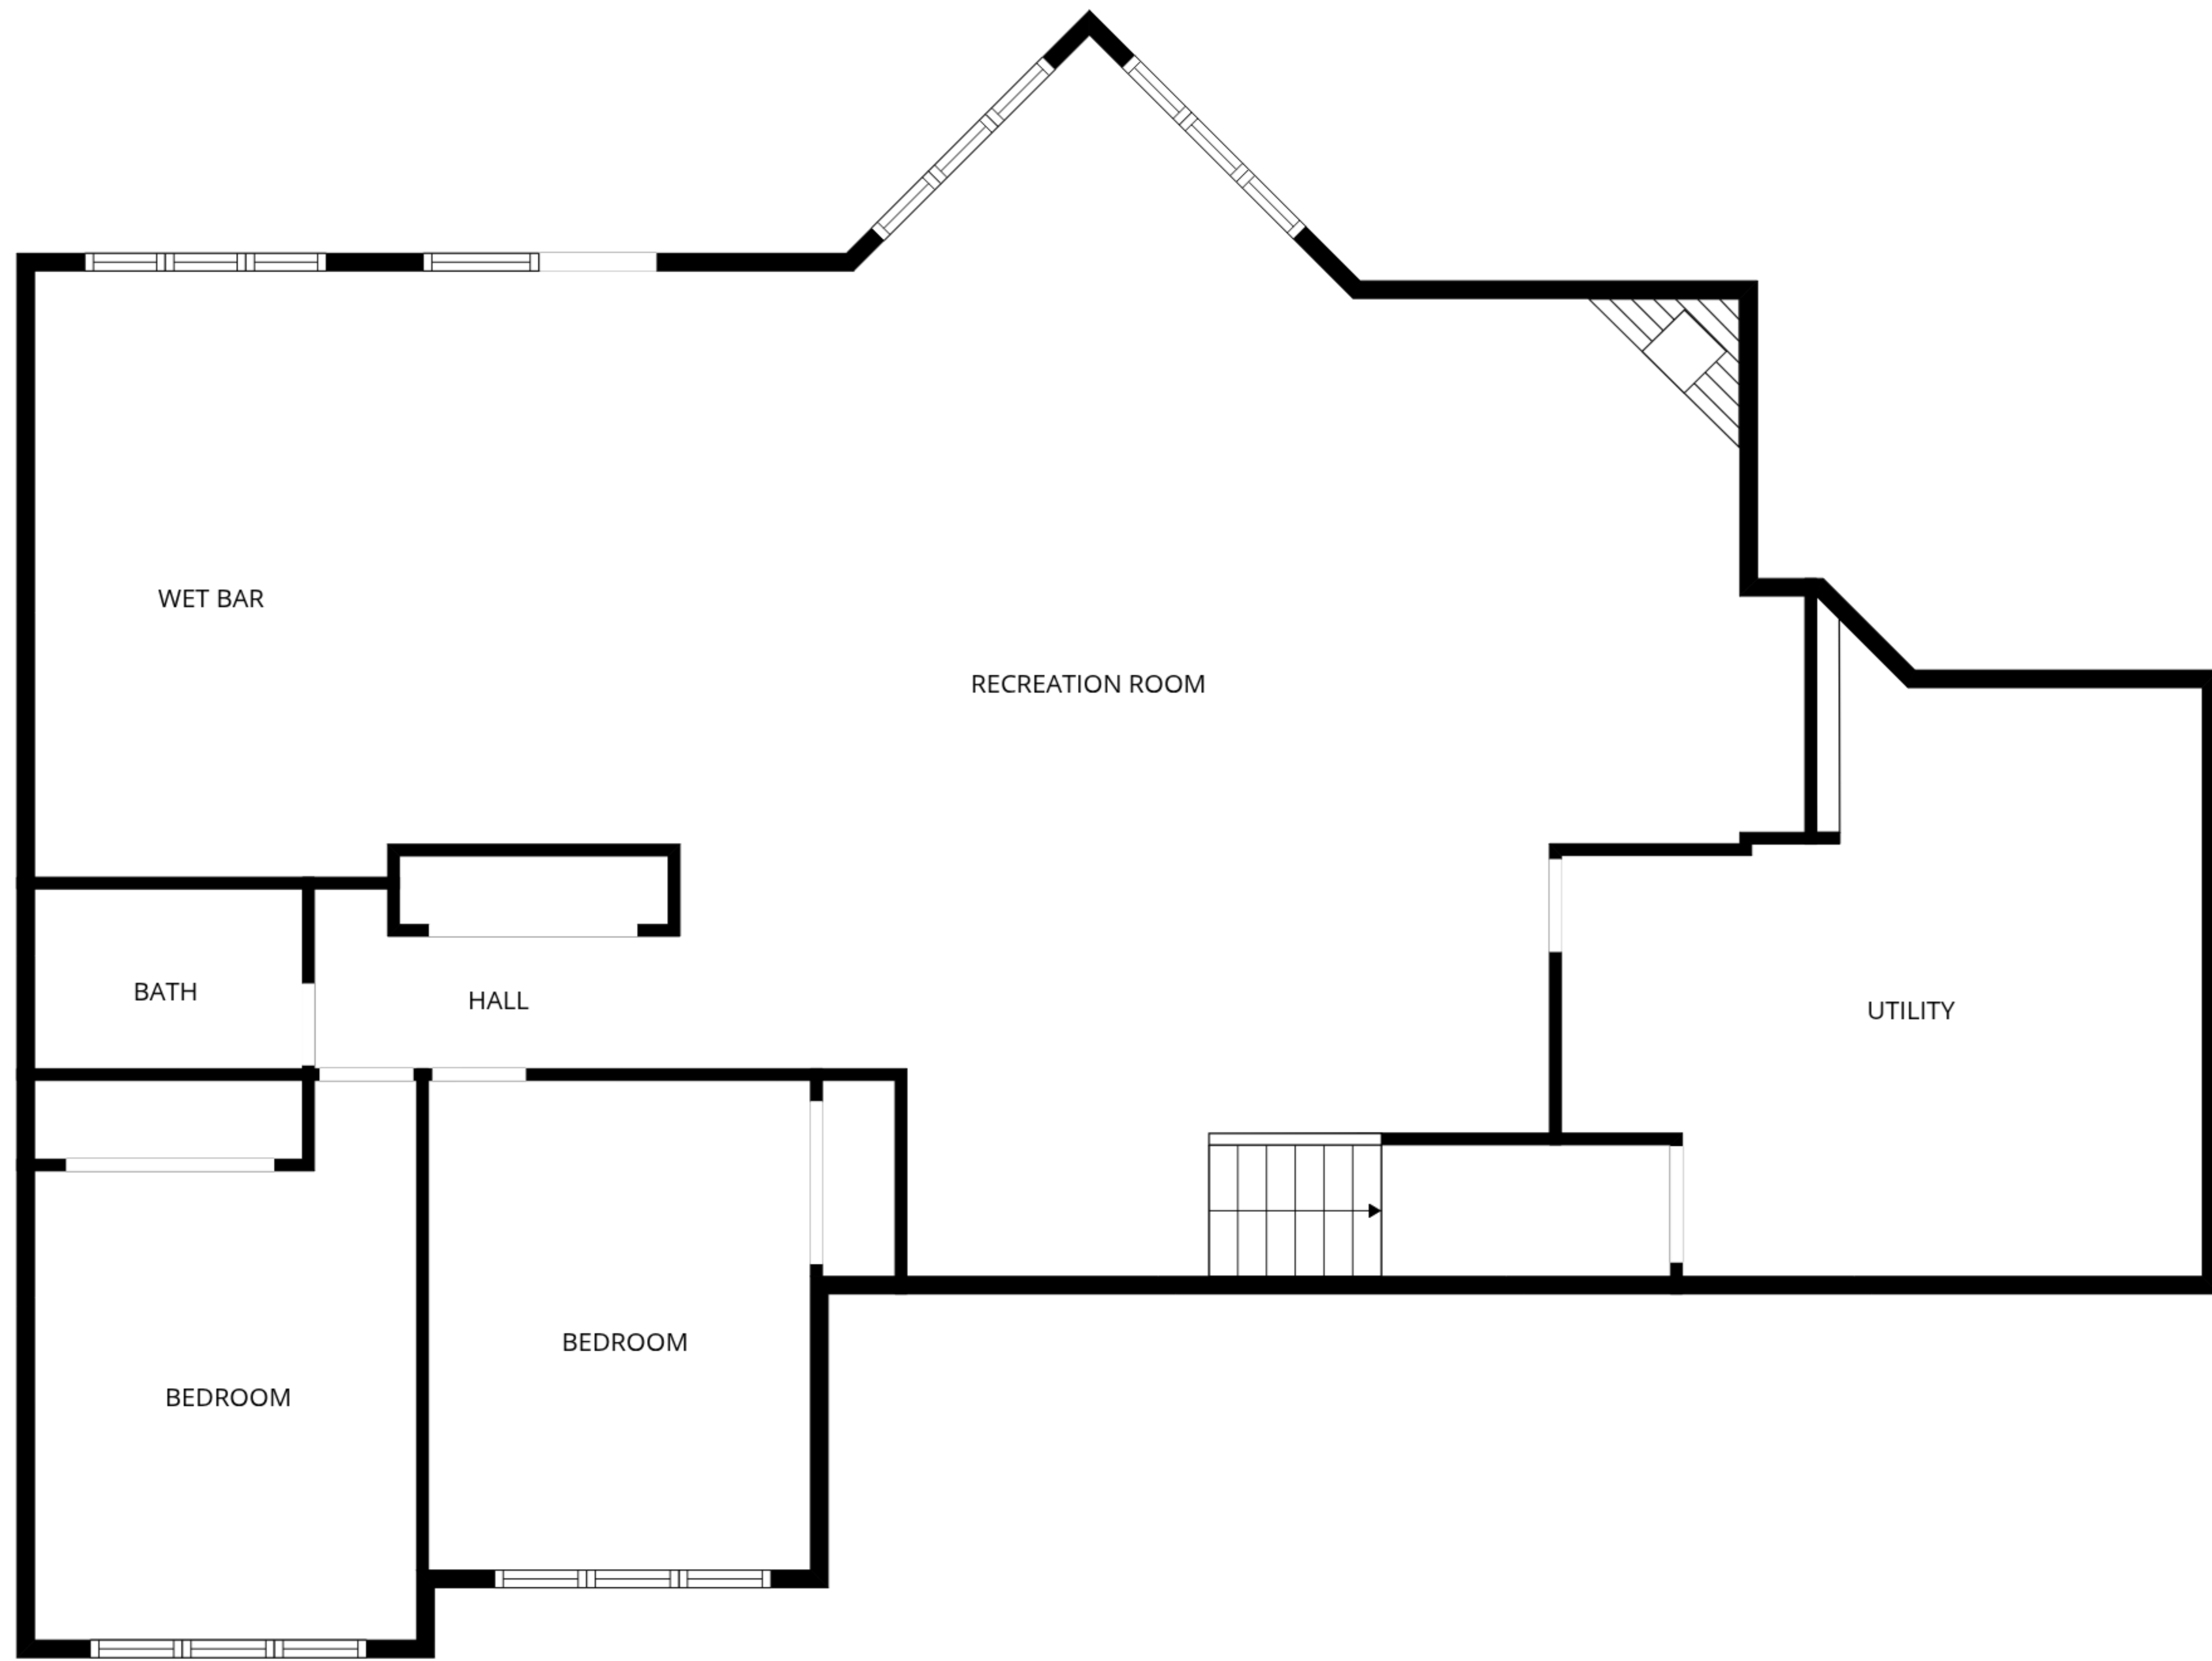 WET BAR
RECREATION ROOM
BATH
HALL
UTILITY
BEDROOM
BEDROOM